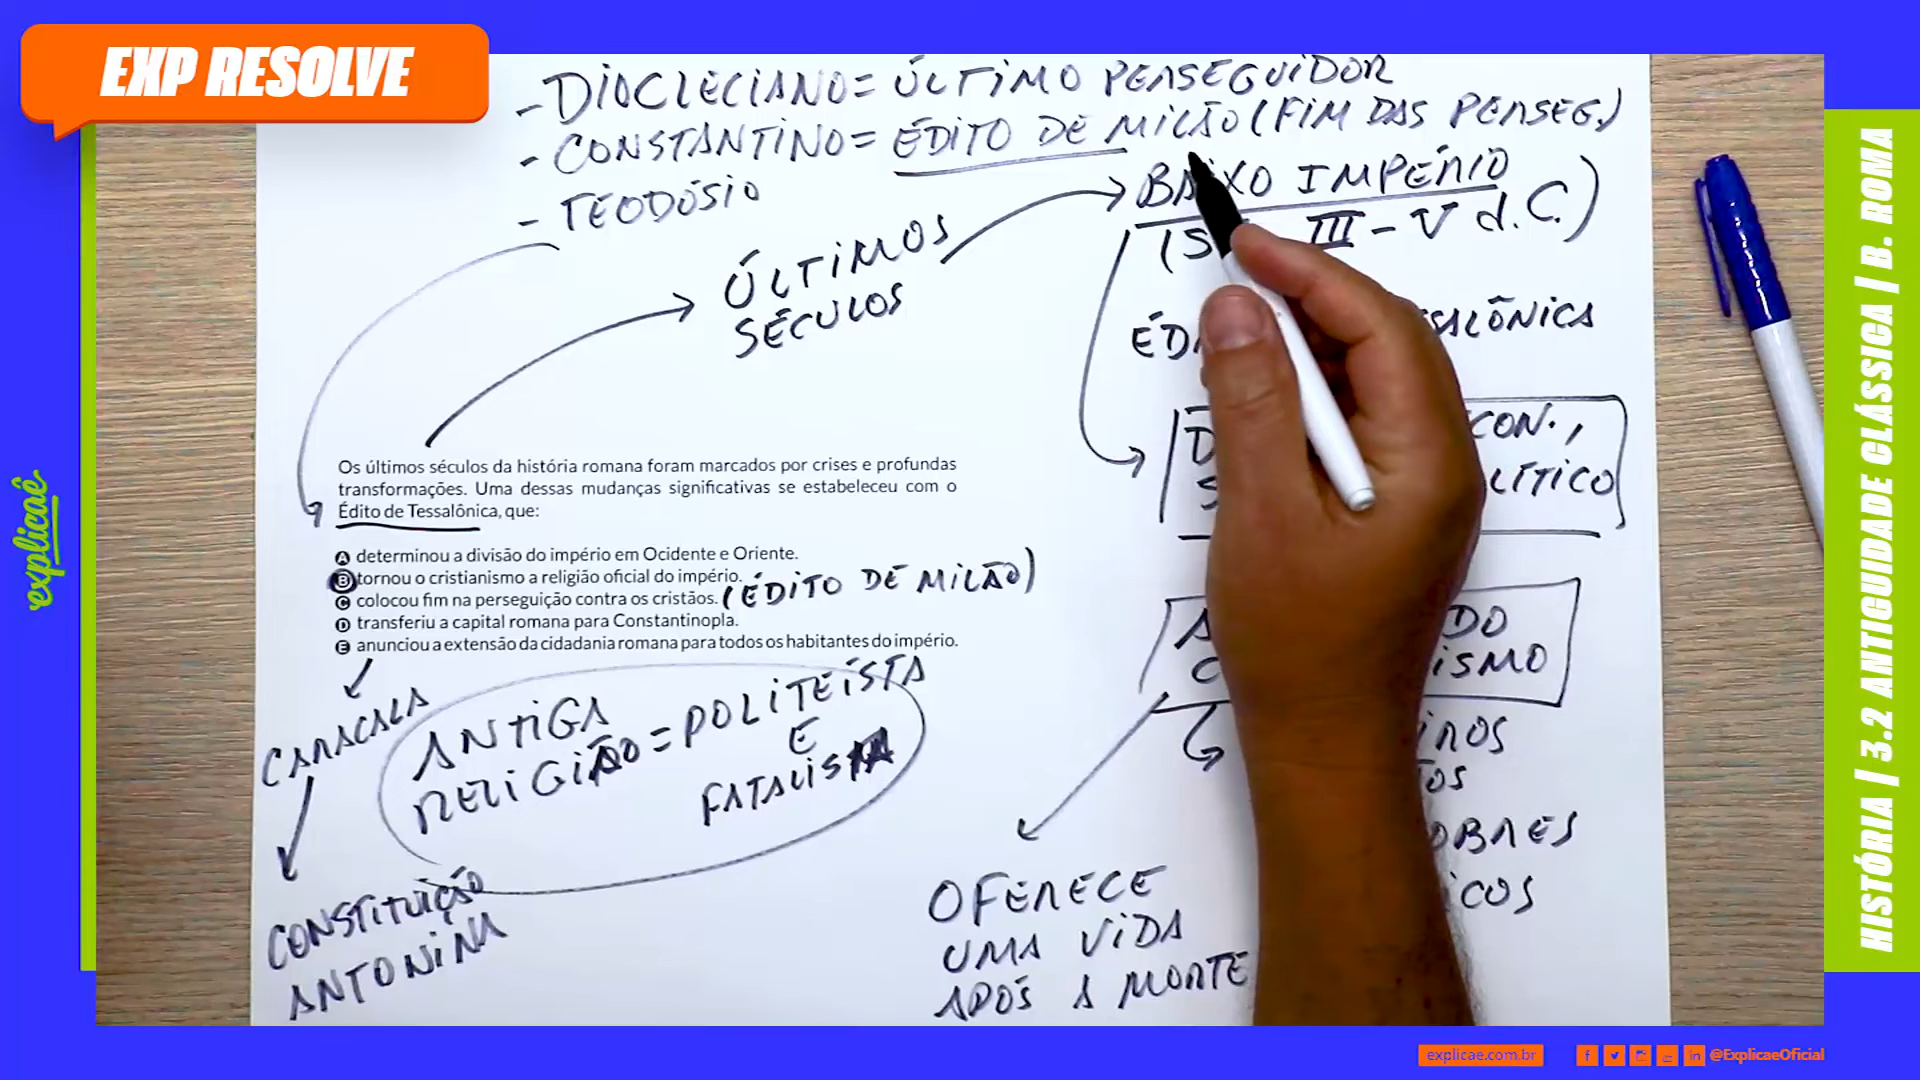 EXP RESOLVE
- DIOCLECIANO = ÚLTIMO PERSEGUIDOR
- CONSTANTINO = ÉDITO DE MILÃO (FIM DAS PERSEG.)
- TEODÓSIO
BAIXO IMPÉRIO
III - V d.C.)
ÚLTIMOS
SÉCULOS
Os últimos séculos da história romana foram marcados por crises e profundas
transformações. Uma dessas mudanças significativas se estabeleceu com o
Édito de Tessalônica, que:
A determinou a divisão do império em Ocidente e Oriente.
B tornou o cristianismo a religião oficial do império.
C colocou fim na perseguição contra os cristãos. (ÉDITO DE MILÃO)
D transferiu a capital romana para Constantinopla.
E anunciou a extensão da cidadania romana para todos os habitantes do império.
CARACALA
CONSTITUIÇÃO
ANTONINA
ANTIGA
RELIGIÃO = POLITEÍSTA
E
FATALISTA
OFERECE
UMA VIDA
APÓS A MORTE
explicaê
HISTÓRIA | 3.2 ANTIGUIDADE CLÁSSICA | B. ROMA
explicae.com.br
@ExplicaeOficial